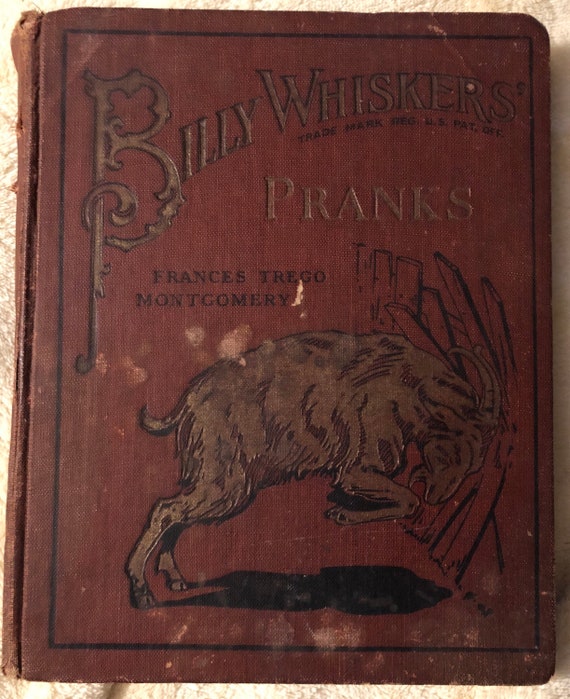 BILLY WHISKERS'
TRADE MARK REG. U.S. PAT. OFF.
PRANKS
FRANCES TREGO
MONTGOMERY